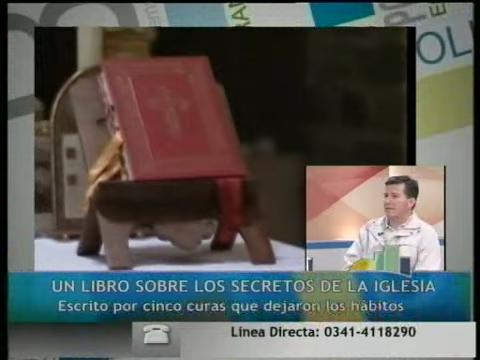 OLI
UN LIBRO SOBRE LOS SECRETOS DE LA IGLESIA
Escrito por cinco curas que dejaron los hábitos
Línea Directa: 0341-4118290